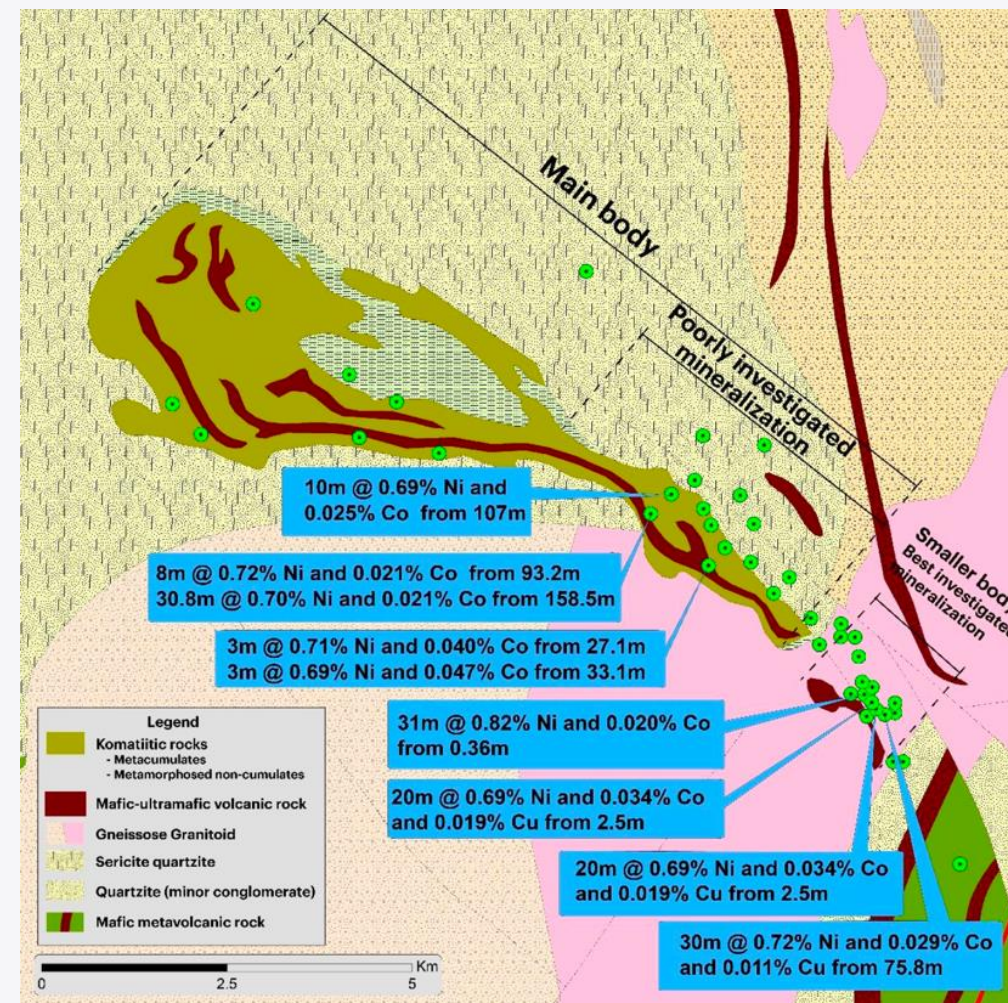 Main body
Poorly investigated
mineralization
Smaller body
Best investigated
mineralization
10m @ 0.69% Ni and
0.025% Co from 107m
8m @ 0.72% Ni and 0.021% Co from 93.2m
30.8m @ 0.70% Ni and 0.021% Co from 158.5m
3m @ 0.71% Ni and 0.040% Co from 27.1m
3m @ 0.69% Ni and 0.047% Co from 33.1m
31m @ 0.82% Ni and 0.020% Co
from 0.36m
20m @ 0.69% Ni and 0.034% Co
and 0.019% Cu from 2.5m
20m @ 0.69% Ni and 0.034% Co
and 0.019% Cu from 2.5m
30m @ 0.72% Ni and 0.029% Co
and 0.011% Cu from 75.8m
Legend
Komatiitic rocks
- Metacumulates
- Metamorphosed non-cumulates
Mafic-ultramafic volcanic rock
Gneissose Granitoid
Sericite quartzite
Quartzite (minor conglomerate)
Mafic metavolcanic rock
Km
0 2.5 5